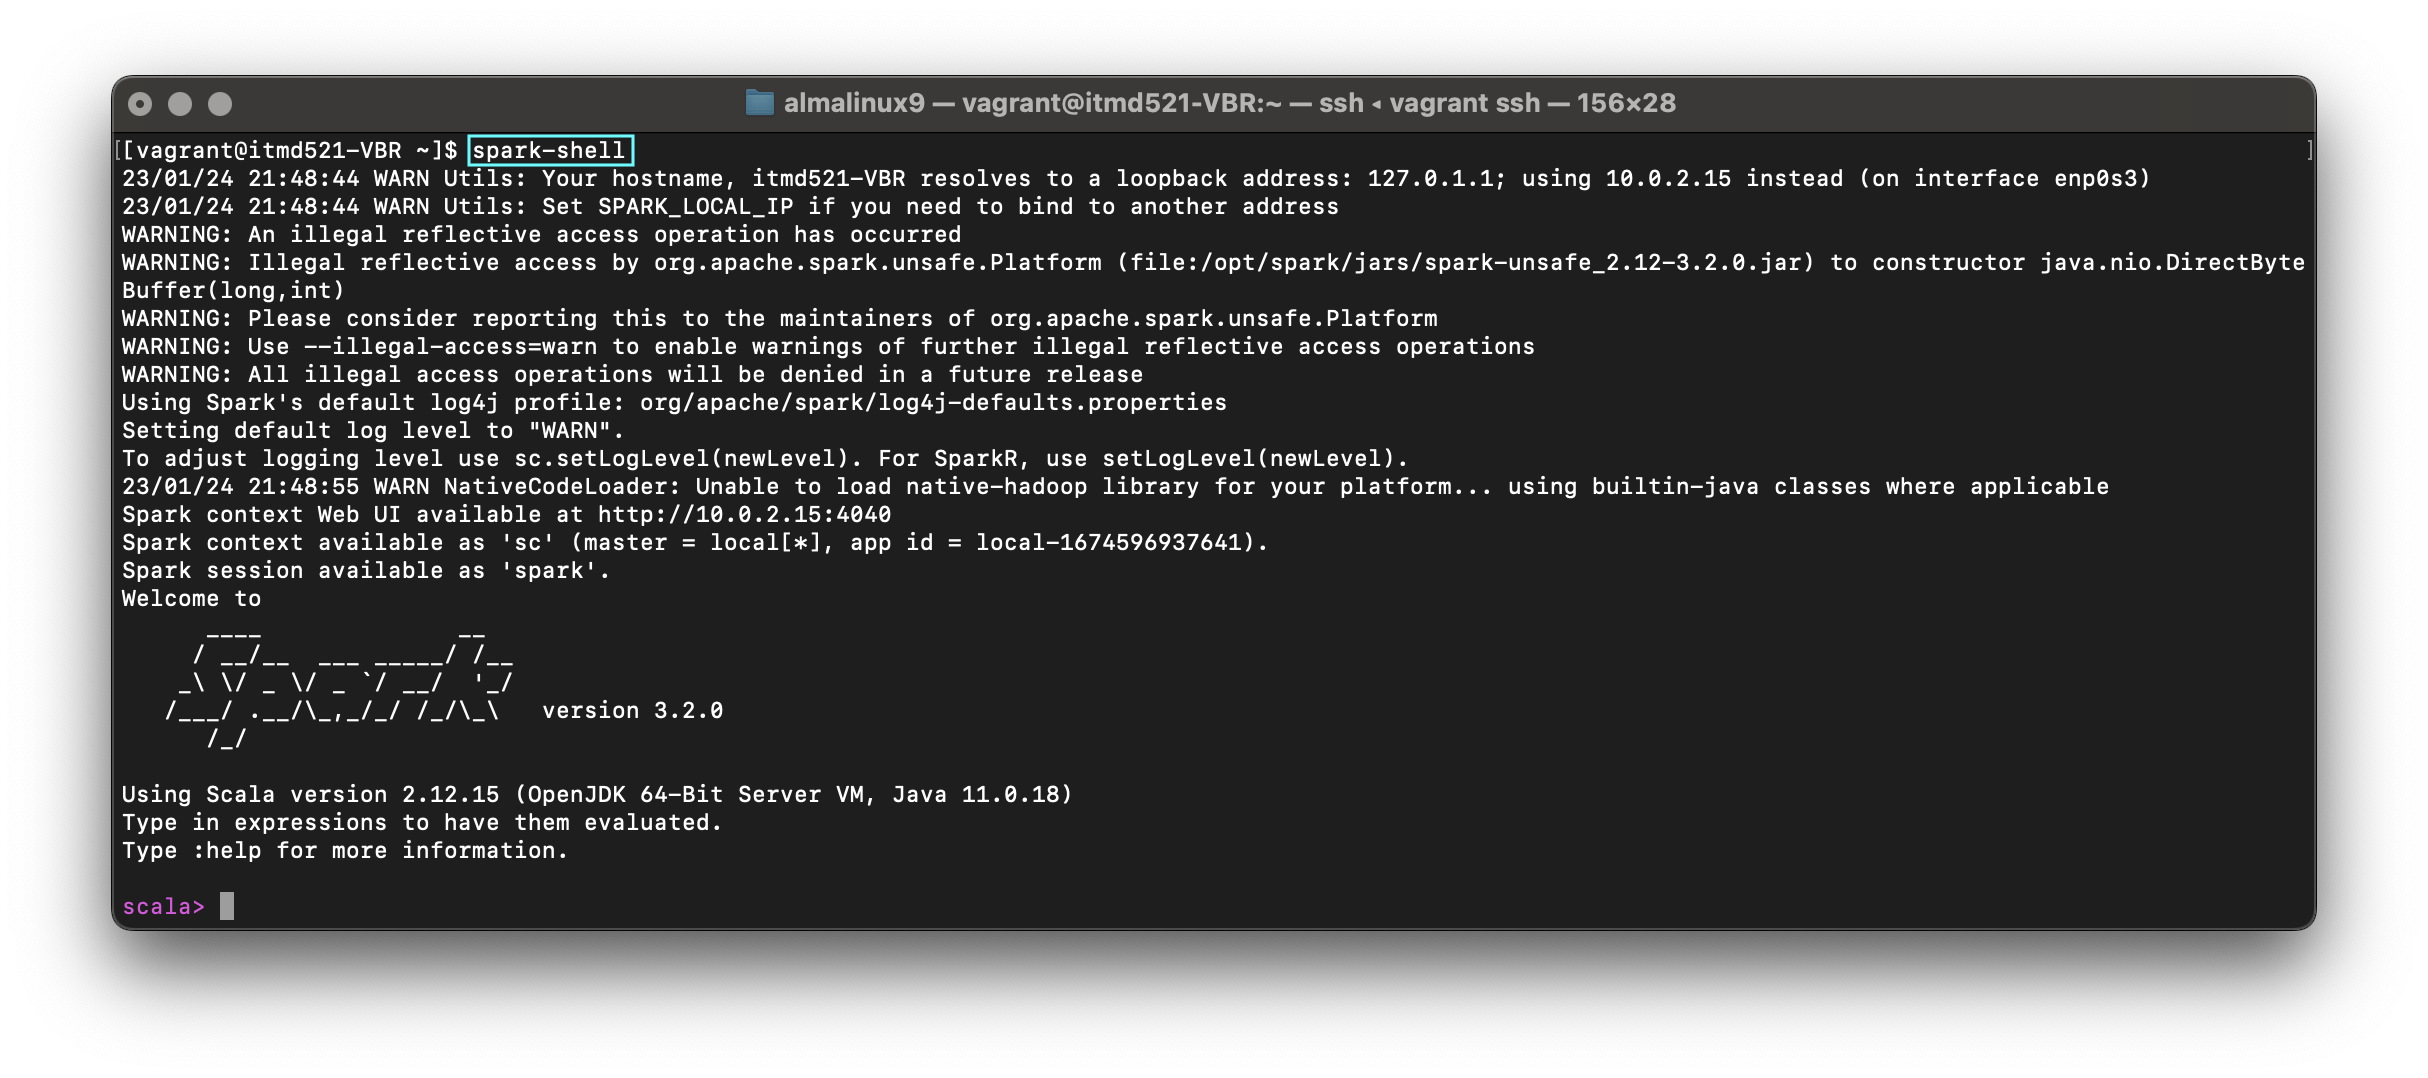 almalinux9 — vagrant@itmd521-VBR:~ — ssh ◂ vagrant ssh — 156×28
[[vagrant@itmd521-VBR ~]$ spark-shell ]
23/01/24 21:48:44 WARN Utils: Your hostname, itmd521-VBR resolves to a loopback address: 127.0.1.1; using 10.0.2.15 instead (on interface enp0s3)
23/01/24 21:48:44 WARN Utils: Set SPARK_LOCAL_IP if you need to bind to another address
WARNING: An illegal reflective access operation has occurred
WARNING: Illegal reflective access by org.apache.spark.unsafe.Platform (file:/opt/spark/jars/spark-unsafe_2.12-3.2.0.jar) to constructor java.nio.DirectByte
Buffer(long,int)
WARNING: Please consider reporting this to the maintainers of org.apache.spark.unsafe.Platform
WARNING: Use --illegal-access=warn to enable warnings of further illegal reflective access operations
WARNING: All illegal access operations will be denied in a future release
Using Spark's default log4j profile: org/apache/spark/log4j-defaults.properties
Setting default log level to "WARN".
To adjust logging level use sc.setLogLevel(newLevel). For SparkR, use setLogLevel(newLevel).
23/01/24 21:48:55 WARN NativeCodeLoader: Unable to load native-hadoop library for your platform... using builtin-java classes where applicable
Spark context Web UI available at http://10.0.2.15:4040
Spark context available as 'sc' (master = local[*], app id = local-1674596937641).
Spark session available as 'spark'.
Welcome to
      ____              __
     / __/__  ___ _____/ /__
    _\ \/ _ \/ _ `/ __/  '_/
   /___/ .__/\_,_/_/ /_/\_\   version 3.2.0
      /_/
Using Scala version 2.12.15 (OpenJDK 64-Bit Server VM, Java 11.0.18)
Type in expressions to have them evaluated.
Type :help for more information.
scala>